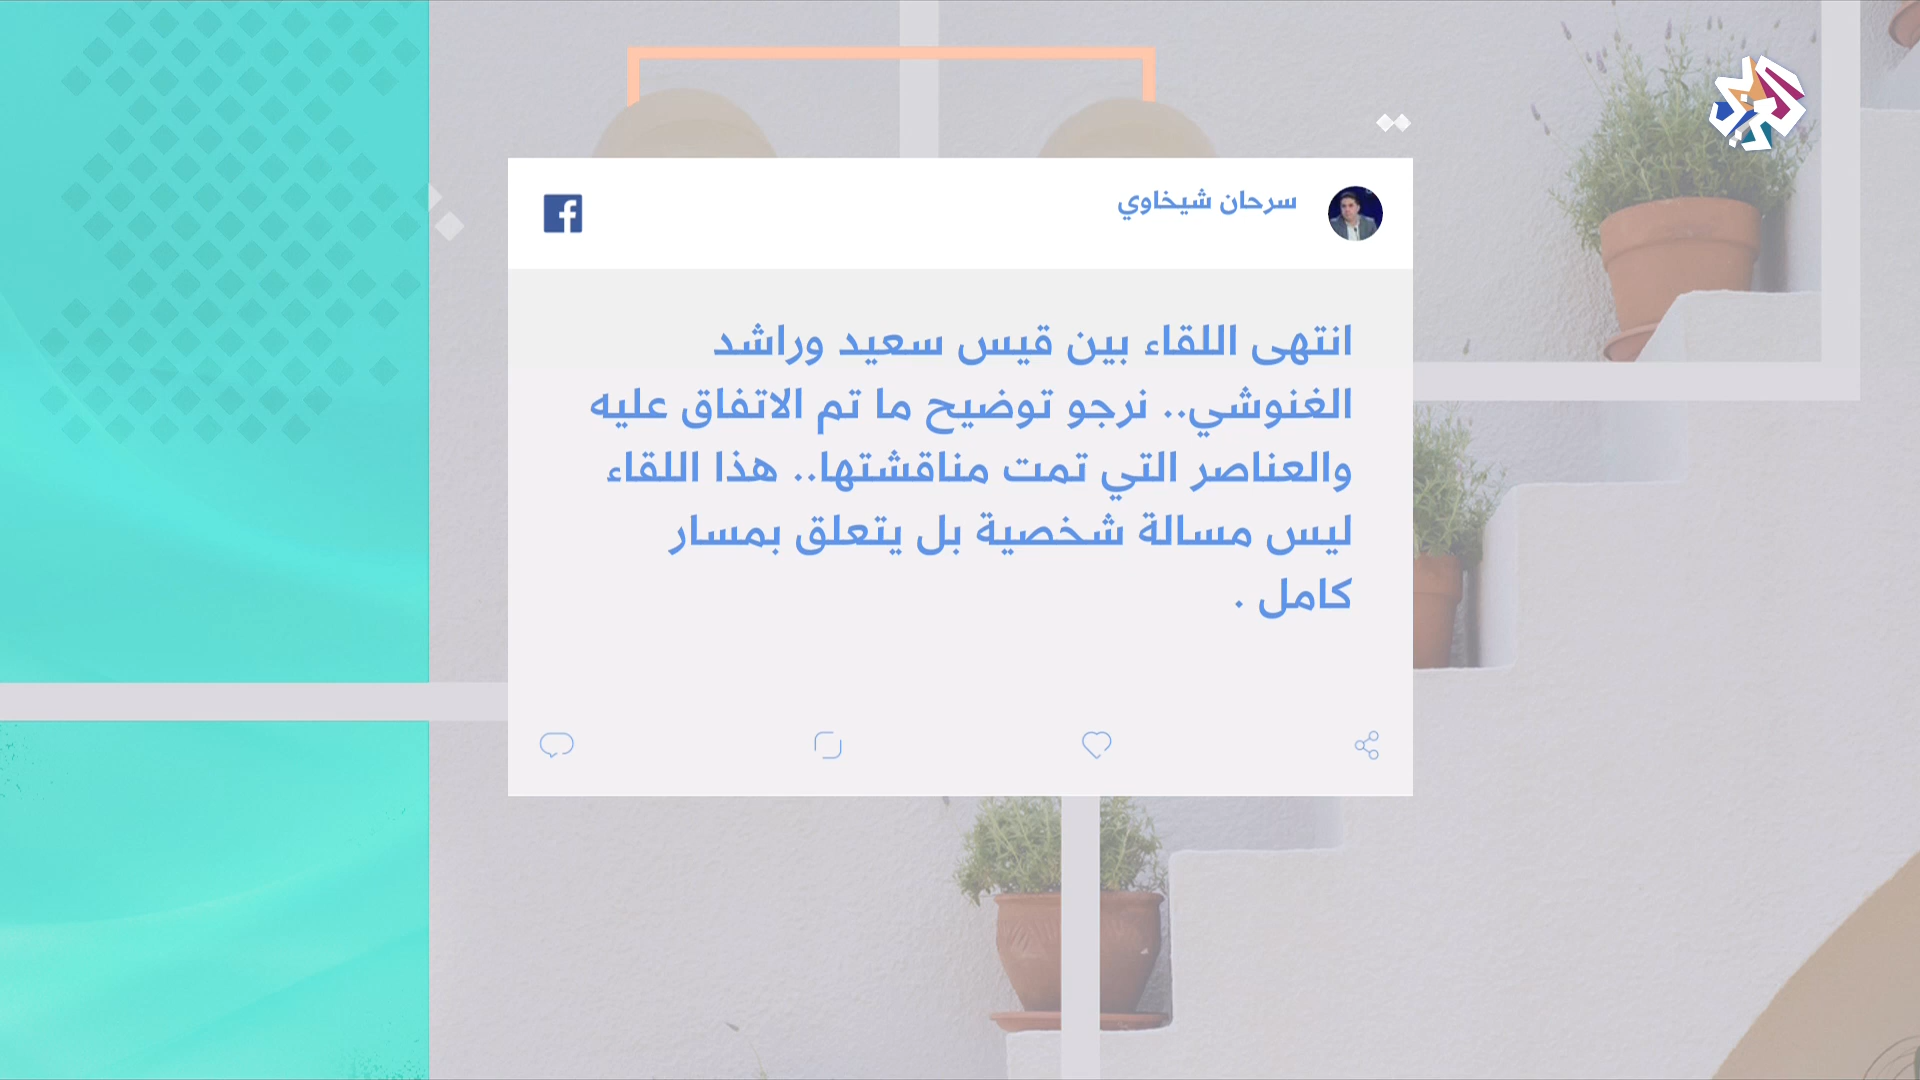 سرحان شيخاوي
انتهى اللقاء بين قيس سعيد وراشد
الغنوشي.. نرجو توضيح ما تم الاتفاق عليه
والعناصر التي تمت مناقشتها.. هذا اللقاء
ليس مسالة شخصية بل يتعلق بمسار
كامل .